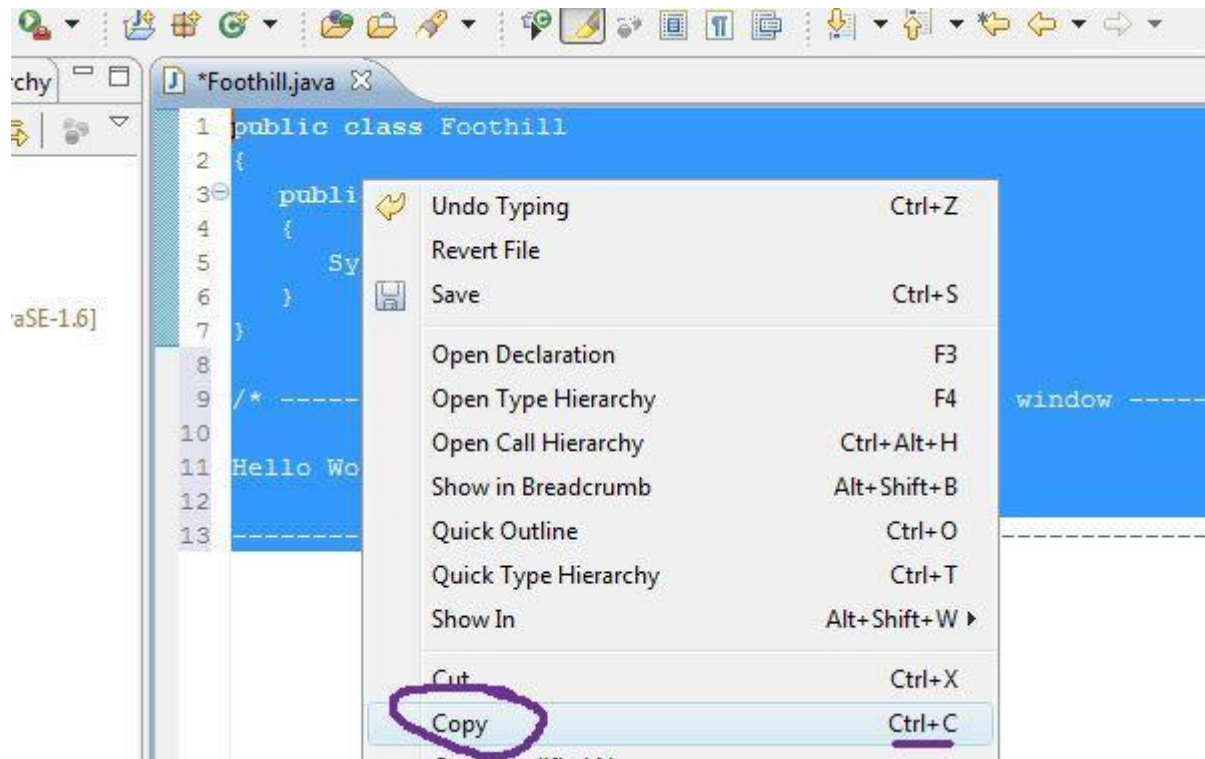 chy
*Foothill.java
aSE-1.6]
1 public class Foothill
2 {
3 publi
4 {
5 Sy
6 }
7 }
8
9 /* ----- window -----
10
11 Hello Wo
12
13 --------
Undo Typing Ctrl+Z
Revert File
Save Ctrl+S
Open Declaration F3
Open Type Hierarchy F4
Open Call Hierarchy Ctrl+Alt+H
Show in Breadcrumb Alt+Shift+B
Quick Outline Ctrl+O
Quick Type Hierarchy Ctrl+T
Show In Alt+Shift+W
Cut Ctrl+X
Copy Ctrl+C